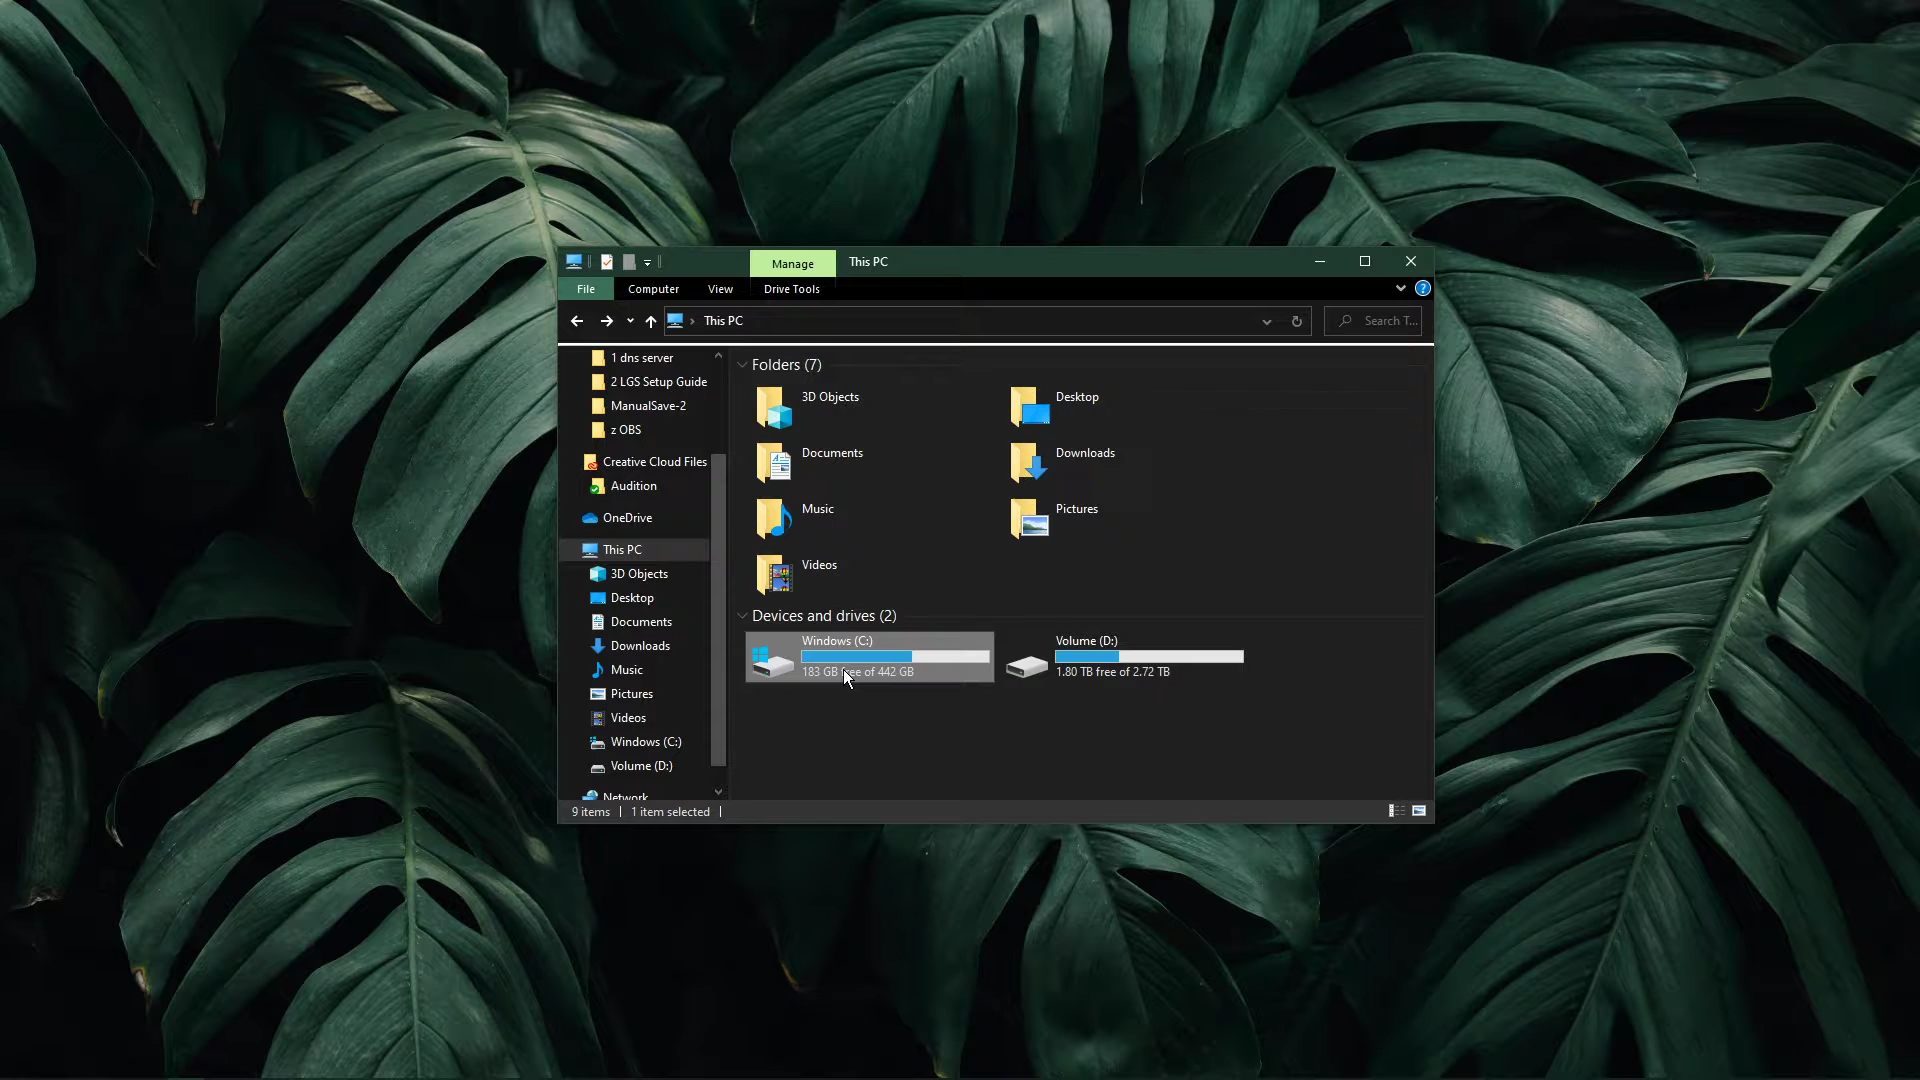 Manage
This PC
File
Computer
View
Drive Tools
This PC
Search T...
1 dns server
2 LGS Setup Guide
ManualSave-2
z OBS
Creative Cloud Files
Audition
OneDrive
This PC
3D Objects
Desktop
Documents
Downloads
Music
Pictures
Videos
Windows (C:)
Volume (D:)
Network
Folders (7)
3D Objects
Desktop
Documents
Downloads
Music
Pictures
Videos
Devices and drives (2)
Windows (C:)
183 GB free of 442 GB
Volume (D:)
1.80 TB free of 2.72 TB
9 items
1 item selected